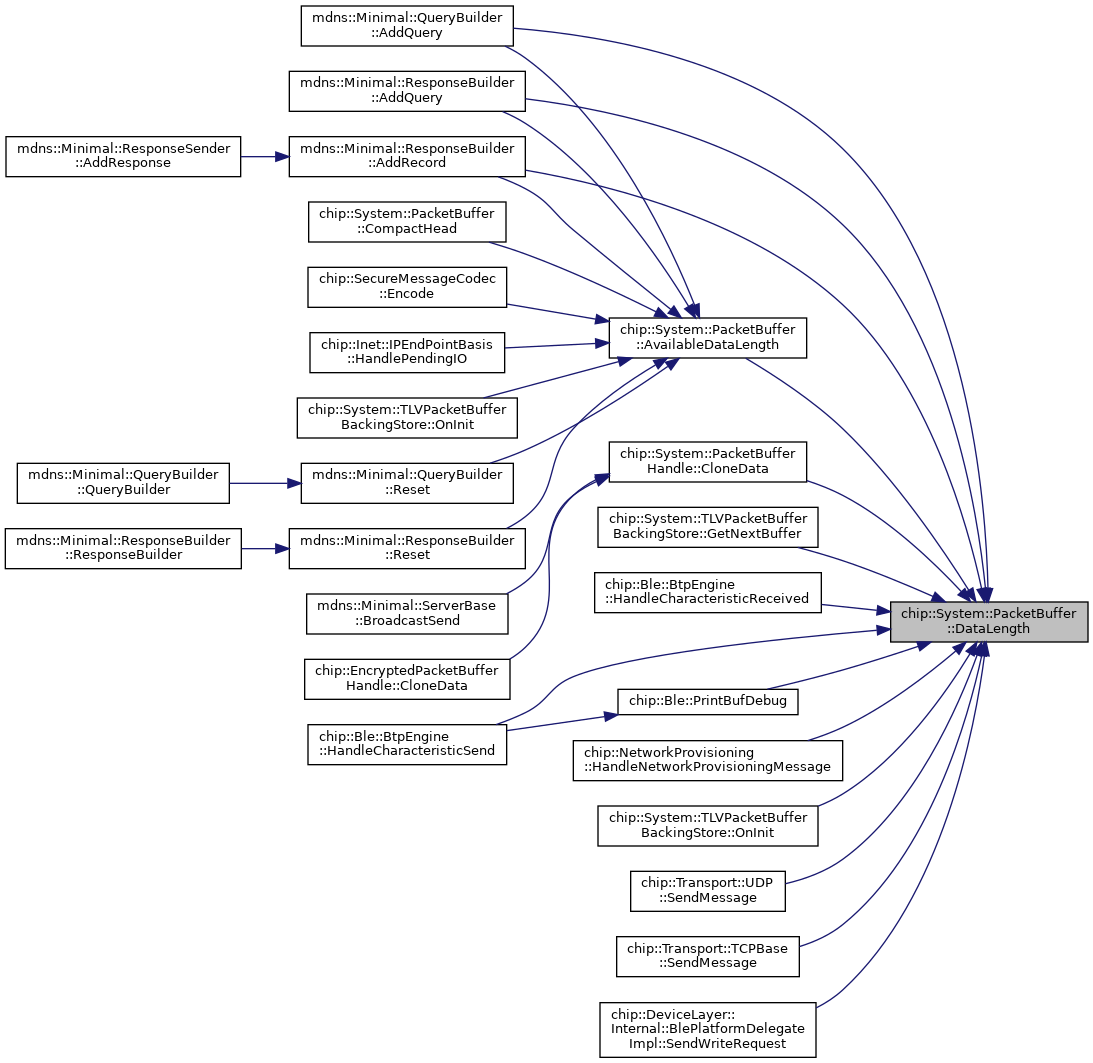 mdns::Minimal::QueryBuilder
::AddQuery
mdns::Minimal::ResponseBuilder
::AddQuery
mdns::Minimal::ResponseSender
::AddResponse
mdns::Minimal::ResponseBuilder
::AddRecord
chip::System::PacketBuffer
::CompactHead
chip::SecureMessageCodec
::Encode
chip::System::PacketBuffer
::AvailableDataLength
chip::Inet::IPEndPointBasis
::HandlePendingIO
chip::System::TLVPacketBuffer
BackingStore::OnInit
chip::System::PacketBuffer
Handle::CloneData
mdns::Minimal::QueryBuilder
::QueryBuilder
mdns::Minimal::QueryBuilder
::Reset
chip::System::TLVPacketBuffer
BackingStore::GetNextBuffer
mdns::Minimal::ResponseBuilder
::ResponseBuilder
mdns::Minimal::ResponseBuilder
::Reset
chip::Ble::BtpEngine
::HandleCharacteristicReceived
chip::System::PacketBuffer
::DataLength
mdns::Minimal::ServerBase
::BroadcastSend
chip::EncryptedPacketBuffer
Handle::CloneData
chip::Ble::PrintBufDebug
chip::Ble::BtpEngine
::HandleCharacteristicSend
chip::NetworkProvisioning
::HandleNetworkProvisioningMessage
chip::System::TLVPacketBuffer
BackingStore::OnInit
chip::Transport::UDP
::SendMessage
chip::Transport::TCPBase
::SendMessage
chip::DeviceLayer::
Internal::BlePlatformDelegate
Impl::SendWriteRequest